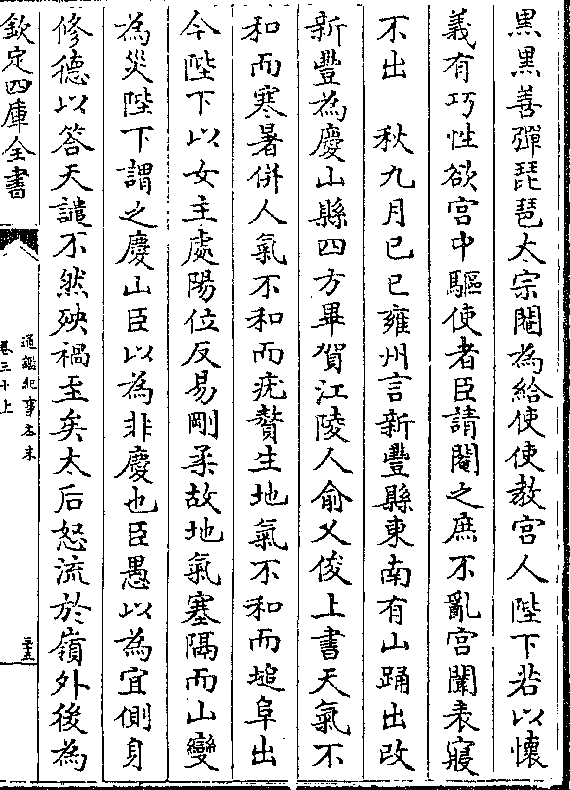 黑黑善彈琵琶太宗閹為給使使教宫人陛下若以懷
義有巧性欲宫中驅使者臣請閹之庶不亂宫闈表寢
不出　秋九月己巳雍州言新豐縣東南有山踊出改
新豐為慶山縣四方畢賀江陵人俞文俊上書天氣不
和而寒暑併人氣不和而疣贅生地氣不和而塠阜出
今陛下以女主處陽位反易剛柔故地氣塞隔而山變
為災陛下謂之慶山臣以為非慶也臣愚以為宜側身
修德以答天譴不然殃禍至矣太后怒流於嶺外後為
欽定四庫全書
通鑑紀事本末
卷三十上
三十五